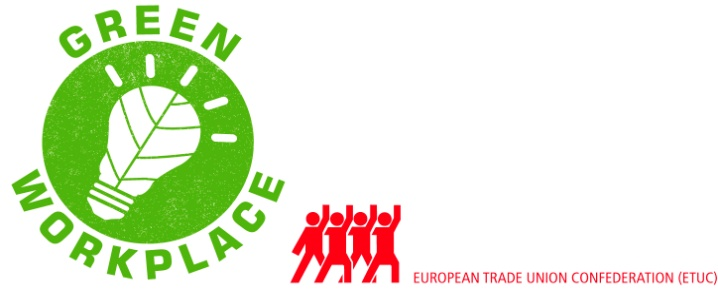 GREEN
WORKPLACE
EUROPEAN TRADE UNION CONFEDERATION (ETUC)